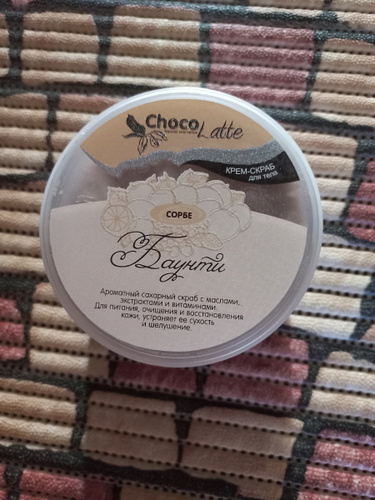 Choco Latte
КРЕМ-СКРАБ
для тела
СОРБЕ
Баунти
Ароматный сахарный скраб с маслами,
экстрактами и витаминами.
Для питания, очищения и восстановления
кожи, устраняет ее сухость
и шелушение.